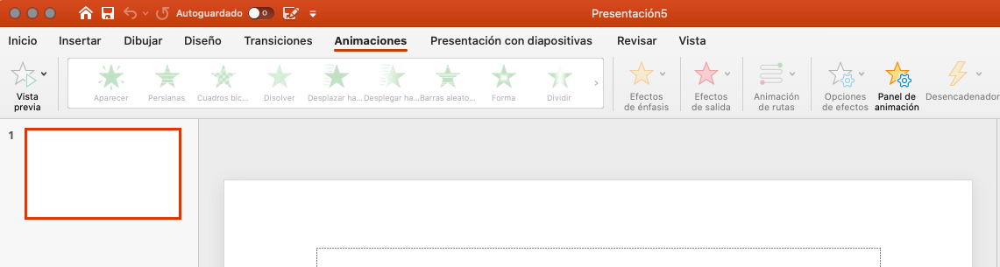 Autoguardado O Presentación5
Inicio Insertar Dibujar Diseño Transiciones Animaciones Presentación con diapositivas Revisar Vista
Vista previa
Aparecer Persianas Cuadros bic... Disolver Desplazar ha... Desplegar ha... Barras aleato... Forma Dividir
Efectos de énfasis
Efectos de salida
Animación de rutas
Opciones de efectos
Panel de animación
Desencadenador
1